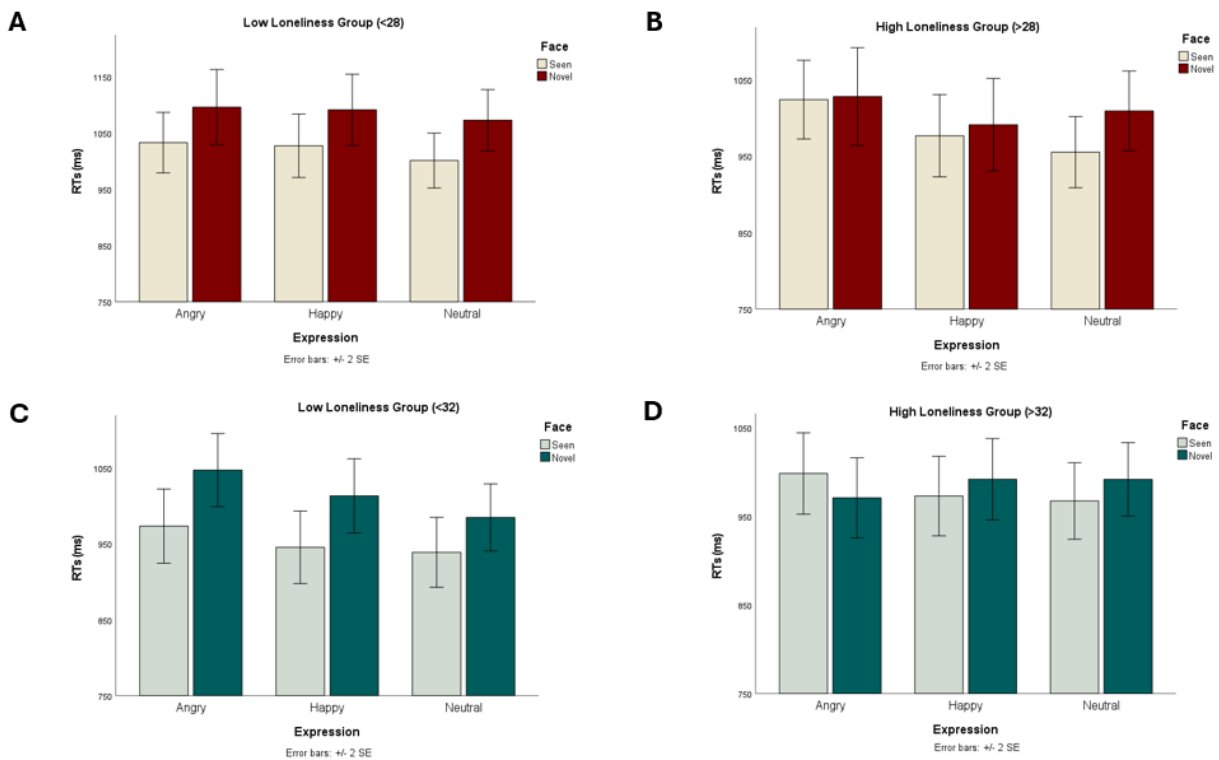 A
Low Loneliness Group (<28)
Face
Seen
Novel
RTs (ms)
1150
1050
950
850
750
Angry
Happy
Neutral
Expression
Error bars: +/- 2 SE
B
High Loneliness Group (>28)
Face
Seen
Novel
RTs (ms)
1050
950
850
750
Angry
Happy
Neutral
Expression
Error bars: +/- 2 SE
C
Low Loneliness Group (<32)
Face
Seen
Novel
RTs (ms)
1050
950
850
750
Angry
Happy
Neutral
Expression
Error bars: +/- 2 SE
D
High Loneliness Group (>32)
Face
Seen
Novel
RTs (ms)
1050
950
850
750
Angry
Happy
Neutral
Expression
Error bars: +/- 2 SE